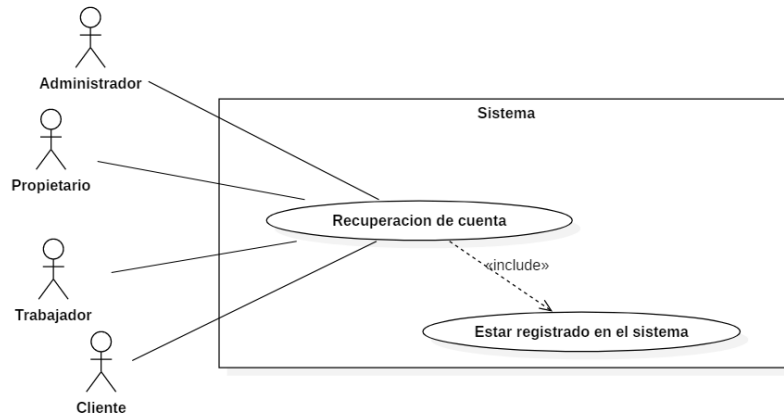 Administrador
Sistema
Propietario
Recuperacion de cuenta
«include»
Trabajador
Estar registrado en el sistema
Cliente